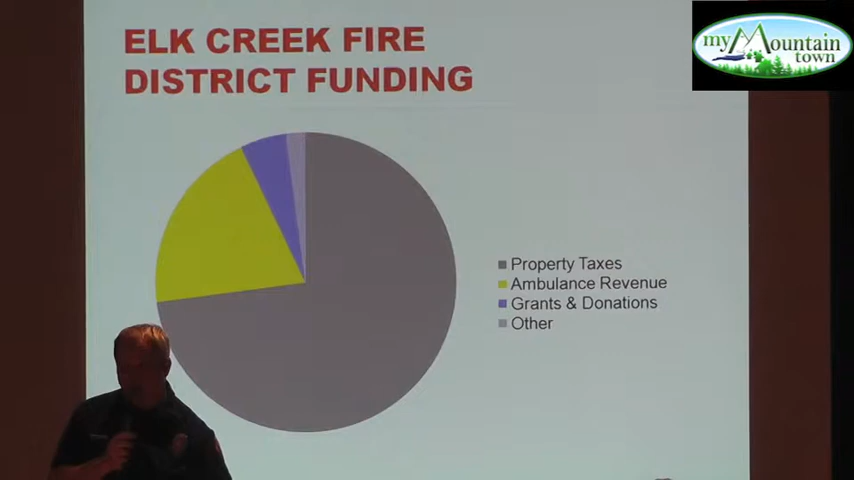 ELK CREEK FIRE
DISTRICT FUNDING
my Mountain
town
Property Taxes
Ambulance Revenue
Grants & Donations
Other